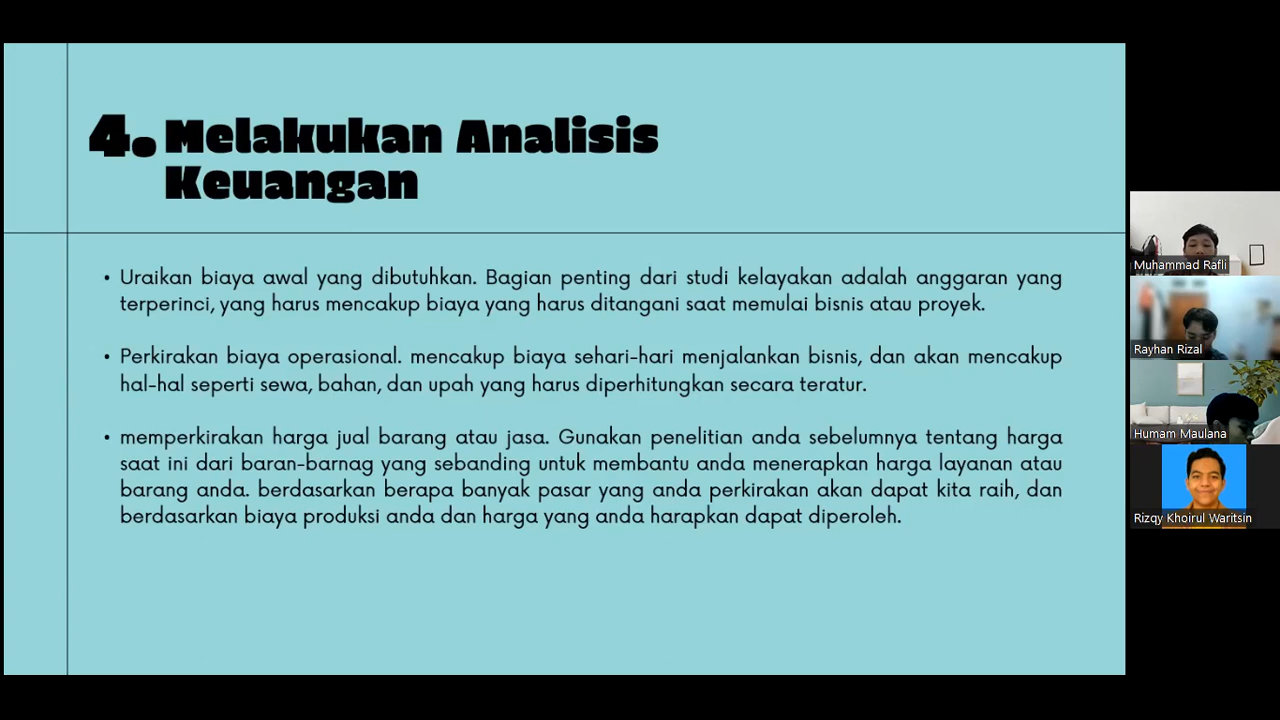 4. Melakukan Analisis
Keuangan
• Uraikan biaya awal yang dibutuhkan. Bagian penting dari studi kelayakan adalah anggaran yang
terperinci, yang harus mencakup biaya yang harus ditangani saat memulai bisnis atau proyek.
• Perkirakan biaya operasional. mencakup biaya sehari-hari menjalankan bisnis, dan akan mencakup
hal-hal seperti sewa, bahan, dan upah yang harus diperhitungkan secara teratur.
• memperkirakan harga jual barang atau jasa. Gunakan penelitian anda sebelumnya tentang harga
saat ini dari baran-barnag yang sebanding untuk membantu anda menerapkan harga layanan atau
barang anda. berdasarkan berapa banyak pasar yang anda perkirakan akan dapat kita raih, dan
berdasarkan biaya produksi anda dan harga yang anda harapkan dapat diperoleh.
Muhammad Rafli
Rayhan Rizal
Humam Maulana
Rizqy Khoirul Waritsin